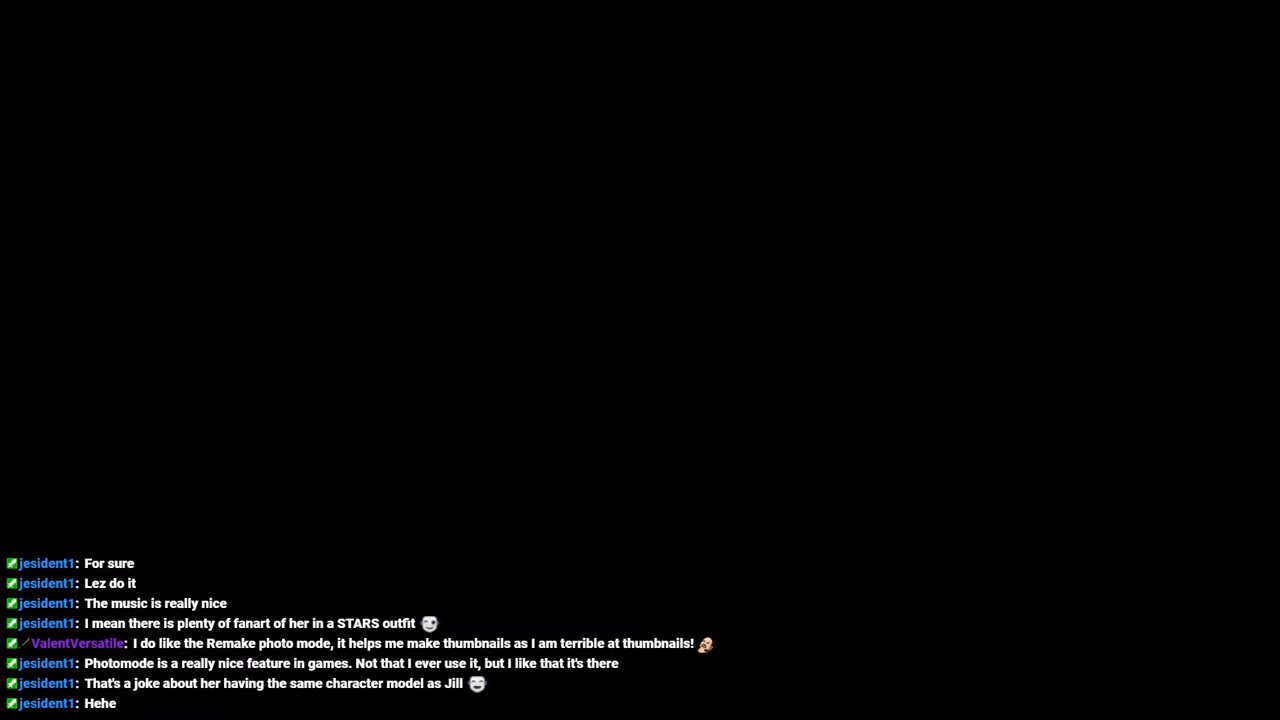 jesident1: For sure
jesident1: Lez do it
jesident1: The music is really nice
jesident1: I mean there is plenty of fanart of her in a STARS outfit
ValentVersatile: I do like the Remake photo mode, it helps me make thumbnails as I am terrible at thumbnails!
jesident1: Photomode is a really nice feature in games. Not that I ever use it, but I like that it's there
jesident1: That's a joke about her having the same character model as Jill
jesident1: Hehe